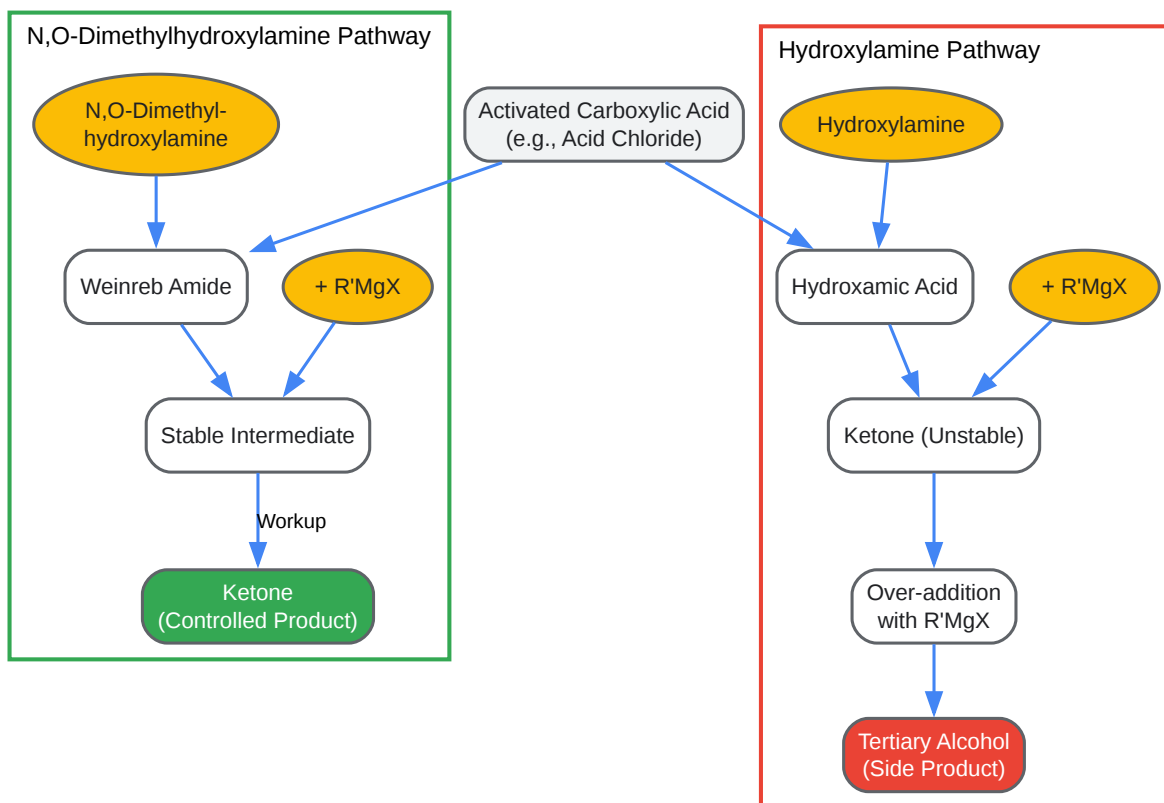 N,O-Dimethylhydroxylamine Pathway
N,O-Dimethyl-
hydroxylamine
Activated Carboxylic Acid
(e.g., Acid Chloride)
Weinreb Amide
+ R'MgX
Stable Intermediate
Workup
Ketone
(Controlled Product)
Hydroxylamine Pathway
Hydroxylamine
Hydroxamic Acid
+ R'MgX
Ketone (Unstable)
Over-addition
with R'MgX
Tertiary Alcohol
(Side Product)